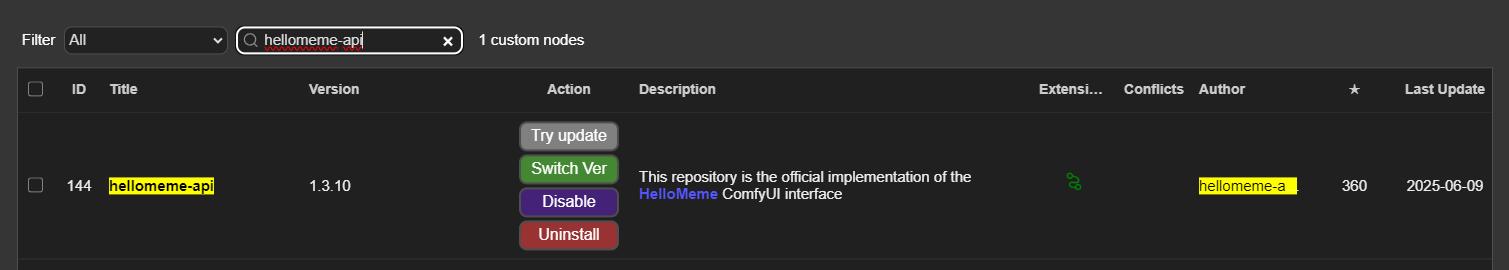 Filter All hellomeme-api × 1 custom nodes
ID Title Version Action Description Extensi... Conflicts Author ★ Last Update
Try update
Switch Ver
Disable
Uninstall
144 hellomeme-api 1.3.10
This repository is the official implementation of the
HelloMeme ComfyUI interface
hellomeme-a... 360 2025-06-09